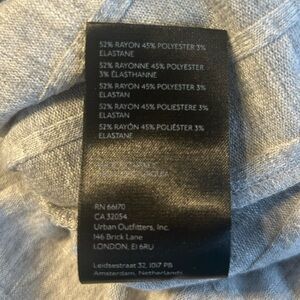 52% RAYON 45% POLYESTER 3%
ELASTANE
52% RAYONNE 45% POLYESTER
3% ÉLASTHANNE
52% RAYON 45% POLYESTER 3%
ELASTAN
52% RAYON 45% POLIESTERE 3%
ELASTAN
52% RAYÓN 45% POLIÉSTER 3%
ELASTANE
RN 66170
CA 32054
Urban Outfitters, Inc.
146 Brick Lane
LONDON, E1 6RU
Leidsestraat 32, 1017 PB
Amsterdam, Netherlands